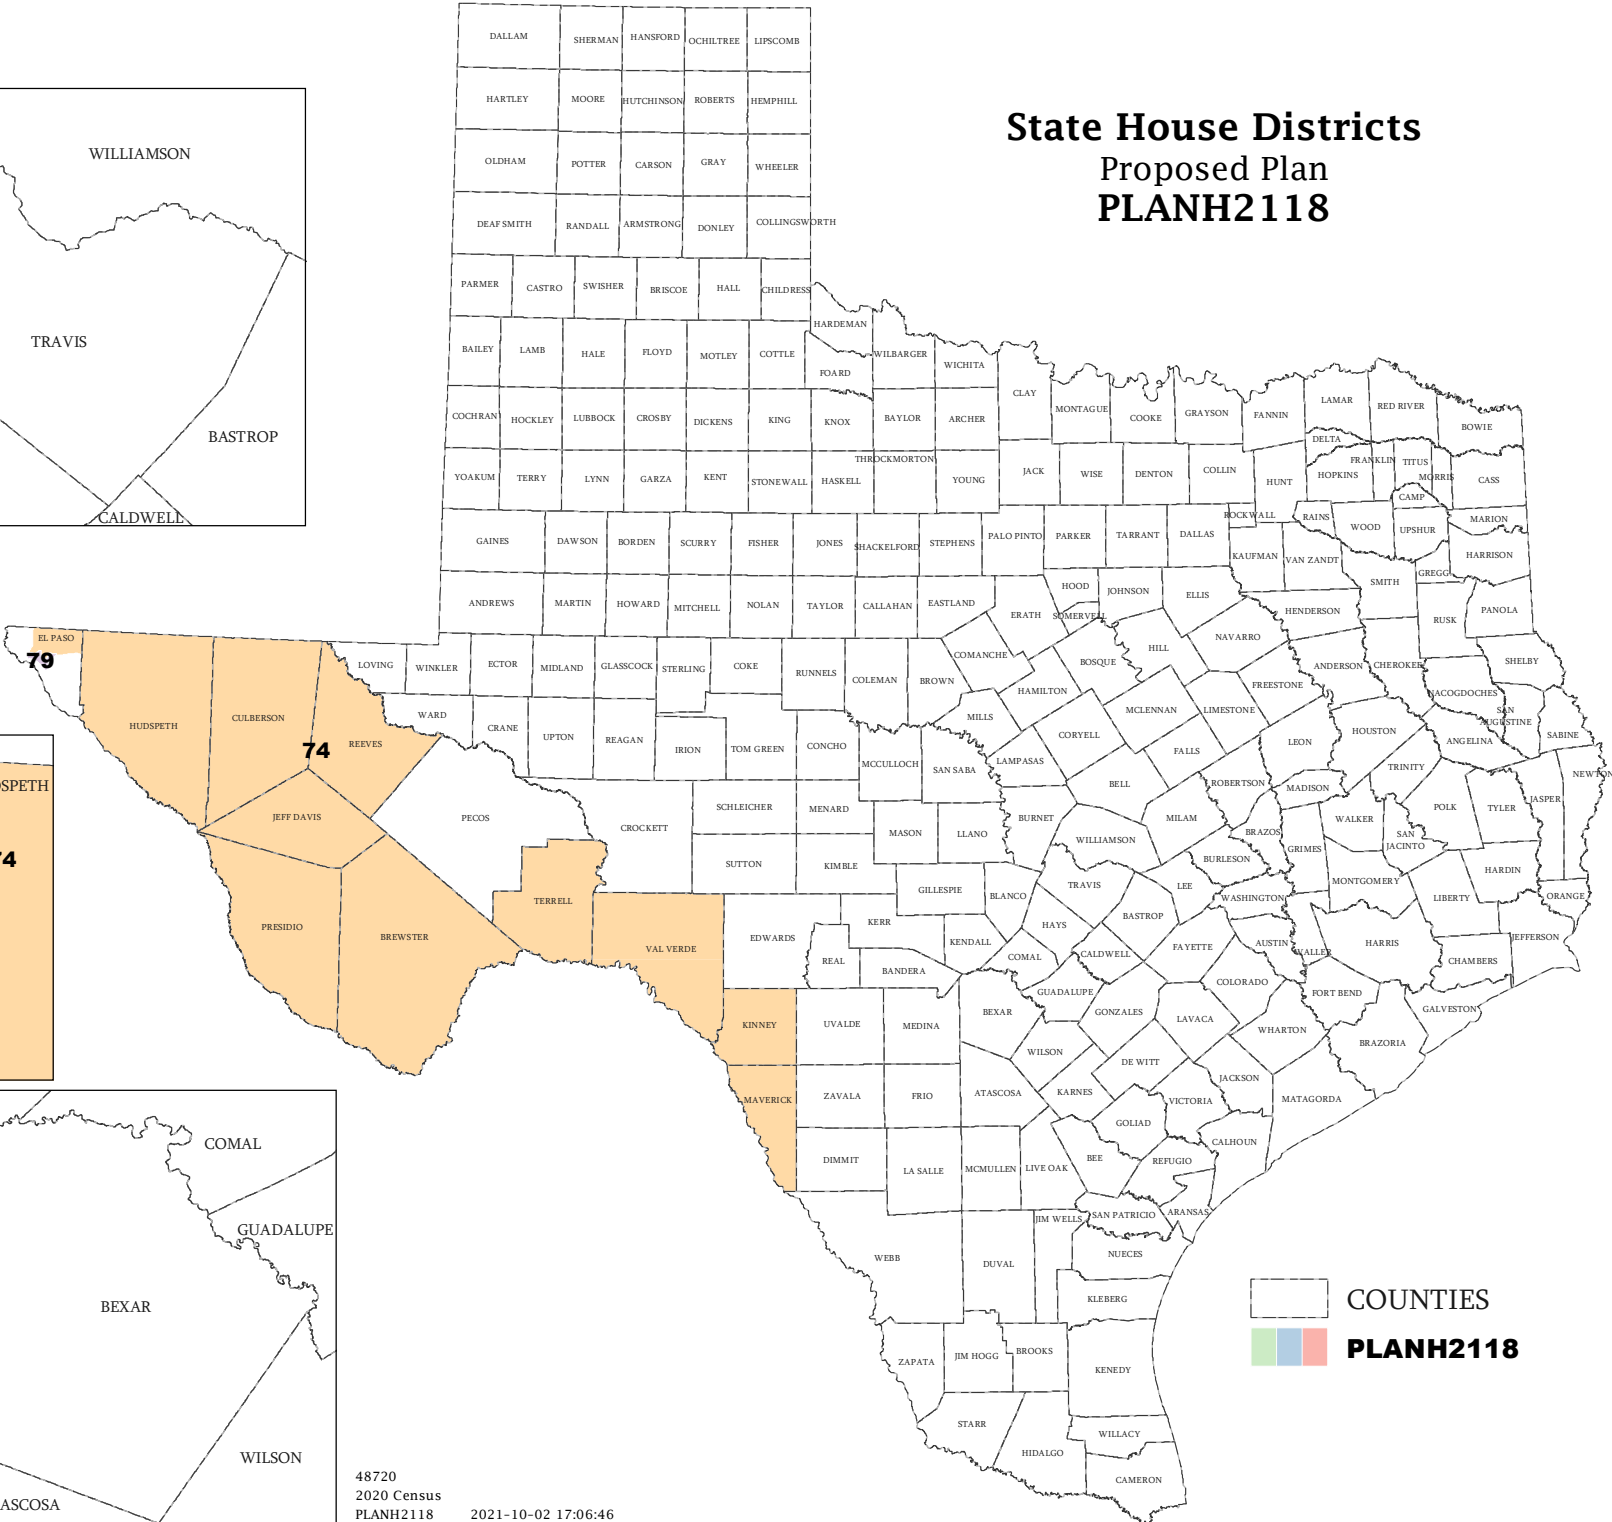 State House Districts
Proposed Plan
PLANH2118
WILLIAMSON
TRAVIS
BASTROP
CALDWELL
DALLAM SHERMAN HANSFORD OCHILTREE LIPSCOMB
HARTLEY MOORE HUTCHINSON ROBERTS HEMPHILL
OLDHAM POTTER CARSON GRAY WHEELER
DEAF SMITH RANDALL ARMSTRONG DONLEY COLLINGSWORTH
PARMER CASTRO SWISHER BRISCOE HALL CHILDRESS
HARDEMAN
BAILEY LAMB HALE FLOYD MOTLEY COTTLE FOARD WILBARGER WICHITA
CLAY MONTAGUE COOKE GRAYSON FANNIN LAMAR RED RIVER BOWIE
COCHRAN HOCKLEY LUBBOCK CROSBY DICKENS KING KNOX BAYLOR ARCHER
DELTA FRANKLIN TITUS MORRIS CASS
THROCKMORTON
YOAKUM TERRY LYNN GARZA KENT STONEWALL HASKELL YOUNG JACK WISE DENTON COLLIN HUNT HOPKINS
CAMP
ROCKWALL RAINS WOOD UPSHUR MARION
GAINES DAWSON BORDEN SCURRY FISHER JONES SHACKELFORD STEPHENS PALO PINTO PARKER TARRANT DALLAS KAUFMAN VAN ZANDT HARRISON
SMITH GREGG
ANDREWS MARTIN HOWARD MITCHELL NOLAN TAYLOR CALLAHAN EASTLAND ERATH HOOD JOHNSON ELLIS HENDERSON RUSK PANOLA
SOMERVELL
EL PASO
79
LOVING WINKLER ECTOR MIDLAND GLASSCOCK STERLING COKE RUNNELS COLEMAN BROWN COMANCHE BOSQUE HILL NAVARRO ANDERSON CHEROKEE SHELBY
HAMILTON FREESTONE NACOGDOCHES
HUDSPETH CULBERSON REEVES
74
WARD CRANE UPTON REAGAN IRION TOM GREEN CONCHO MILLS MCLENNAN LIMESTONE SAN
AUGUSTINE
SABINE
CORYELL FALLS LEON HOUSTON ANGELINA
MCCULLOCH SAN SABA LAMPASAS BELL ROBERTSON MADISON TRINITY NEWTON
JEFF DAVIS PECOS CROCKETT SCHLEICHER MENARD MASON LLANO BURNET WILLIAMSON MILAM BRAZOS GRIMES WALKER SAN
JACINTO
POLK TYLER JASPER
SUTTON KIMBLE BURLESON MONTGOMERY HARDIN
PRESIDIO BREWSTER TERRELL VAL VERDE EDWARDS GILLESPIE BLANCO TRAVIS LEE WASHINGTON LIBERTY ORANGE
KERR HAYS BASTROP
REAL BANDERA KENDALL COMAL CALDWELL FAYETTE AUSTIN WALLER HARRIS CHAMBERS JEFFERSON
KINNEY UVALDE MEDINA BEXAR GUADALUPE GONZALES LAVACA COLORADO FORT BEND GALVESTON
WHARTON BRAZORIA
WILSON DE WITT
MAVERICK ZAVALA FRIO ATASCOSA KARNES JACKSON MATAGORDA
VICTORIA
GOLIAD
DIMMIT LA SALLE MCMULLEN LIVE OAK BEE REFUGIO CALHOUN
JIM WELLS SAN PATRICIO ARANSAS
WEBB DUVAL NUECES
KLEBERG
ZAPATA JIM HOGG BROOKS KENEDY
STARR WILLACY
HIDALGO
CAMERON
SPETH
74
COMAL
GUADALUPE
BEXAR
WILSON
ASCOSA
COUNTIES
PLANH2118
48720
2020 Census
PLANH2118 2021-10-02 17:06:46